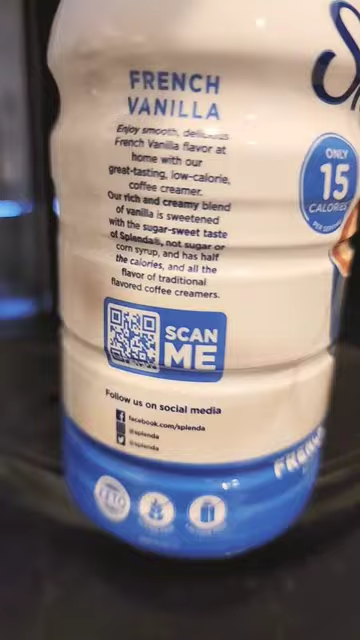 FRENCH
VANILLA
Enjoy smooth, delicious
French Vanilla flavor at
home with our
great-tasting, low-calorie,
coffee creamer.
Our rich and creamy blend
of vanilla is sweetened
with the sugar-sweet taste
of Splenda®, not sugar or
corn syrup, and has half
the calories, and all the
flavor of traditional
flavored coffee creamers.
SCAN
ME
Follow us on social media
facebook.com/splenda
@splenda
@splenda
ONLY
15
CALORIES
PER
KETO